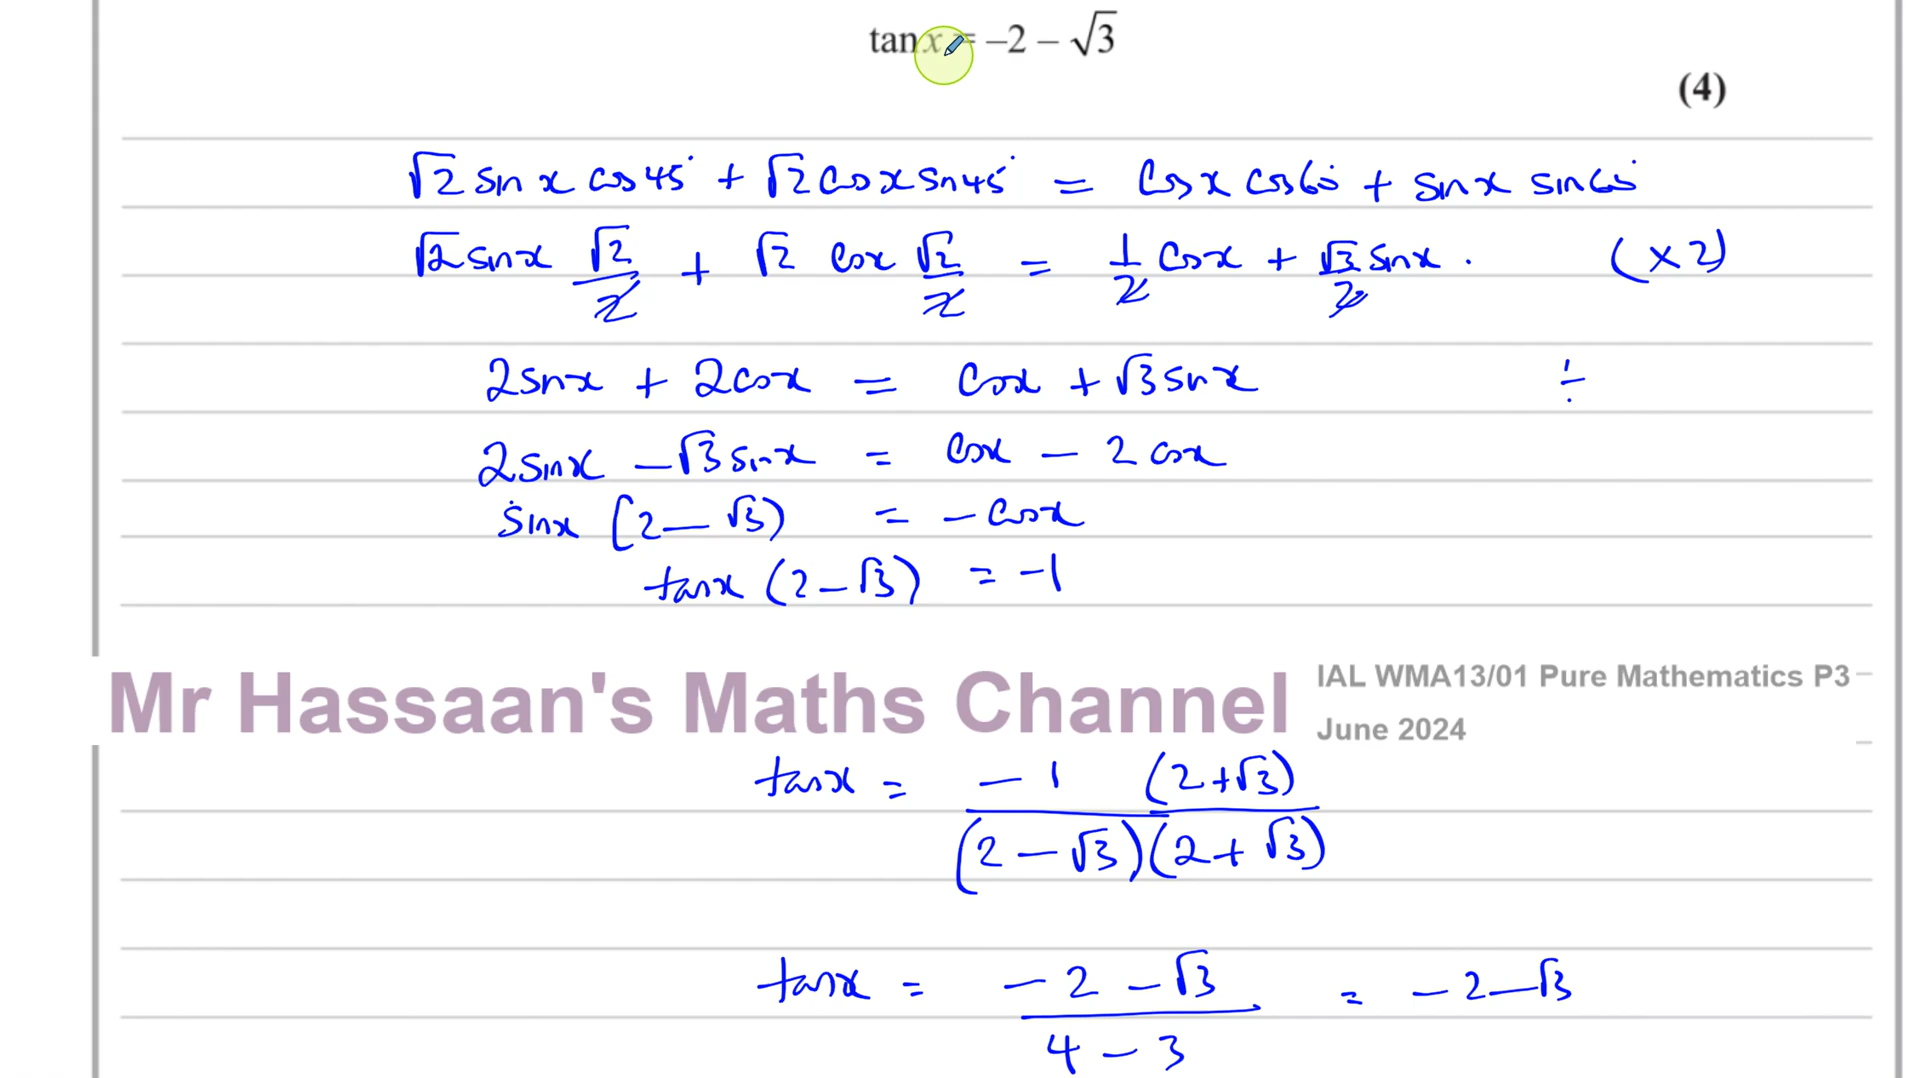 tan x = –2 – √3
(4)
√2 sin x cos 45° + √2 cos x sin 45° = cos x cos 60° + sin x sin 60°
√2 sin x √2/2 + √2 cos x √2/2 = 1/2 cos x + √3/2 sin x . (×2)
2 sin x + 2 cos x = cos x + √3 sin x ÷
2 sin x – √3 sin x = cos x – 2 cos x
sin x (2 – √3) = – cos x
tan x (2 – √3) = –1
Mr Hassaan's Maths Channel
IAL WMA13/01 Pure Mathematics P3
June 2024
tan x = –1 (2 + √3) / (2 – √3)(2 + √3)
tan x = –2 – √3 / 4 – 3 = –2 – √3